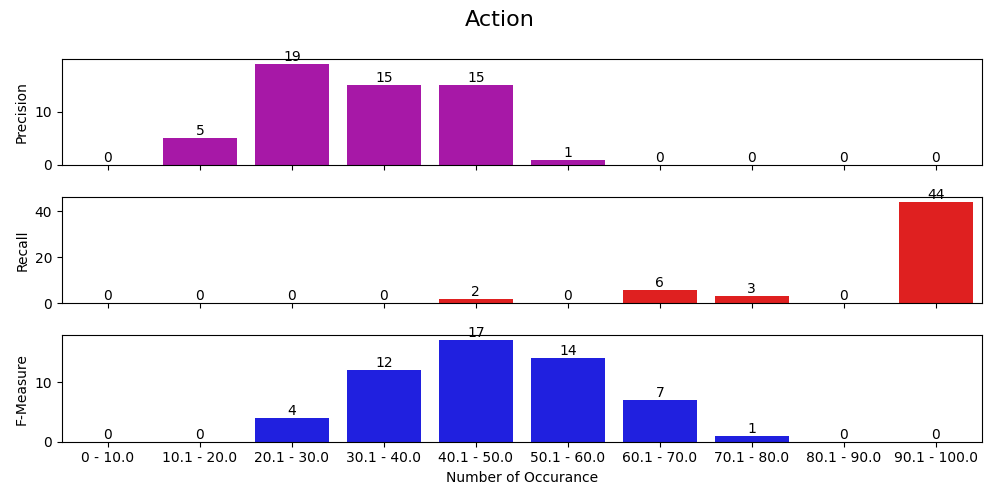 Action
Precision
10
0
0 5 19 15 15 1 0 0 0 0
Recall
40
20
0
0 0 0 0 2 0 6 3 0 44
F-Measure
10
0
0 0 4 12 17 14 7 1 0 0
0 - 10.0 10.1 - 20.0 20.1 - 30.0 30.1 - 40.0 40.1 - 50.0 50.1 - 60.0 60.1 - 70.0 70.1 - 80.0 80.1 - 90.0 90.1 - 100.0
Number of Occurance